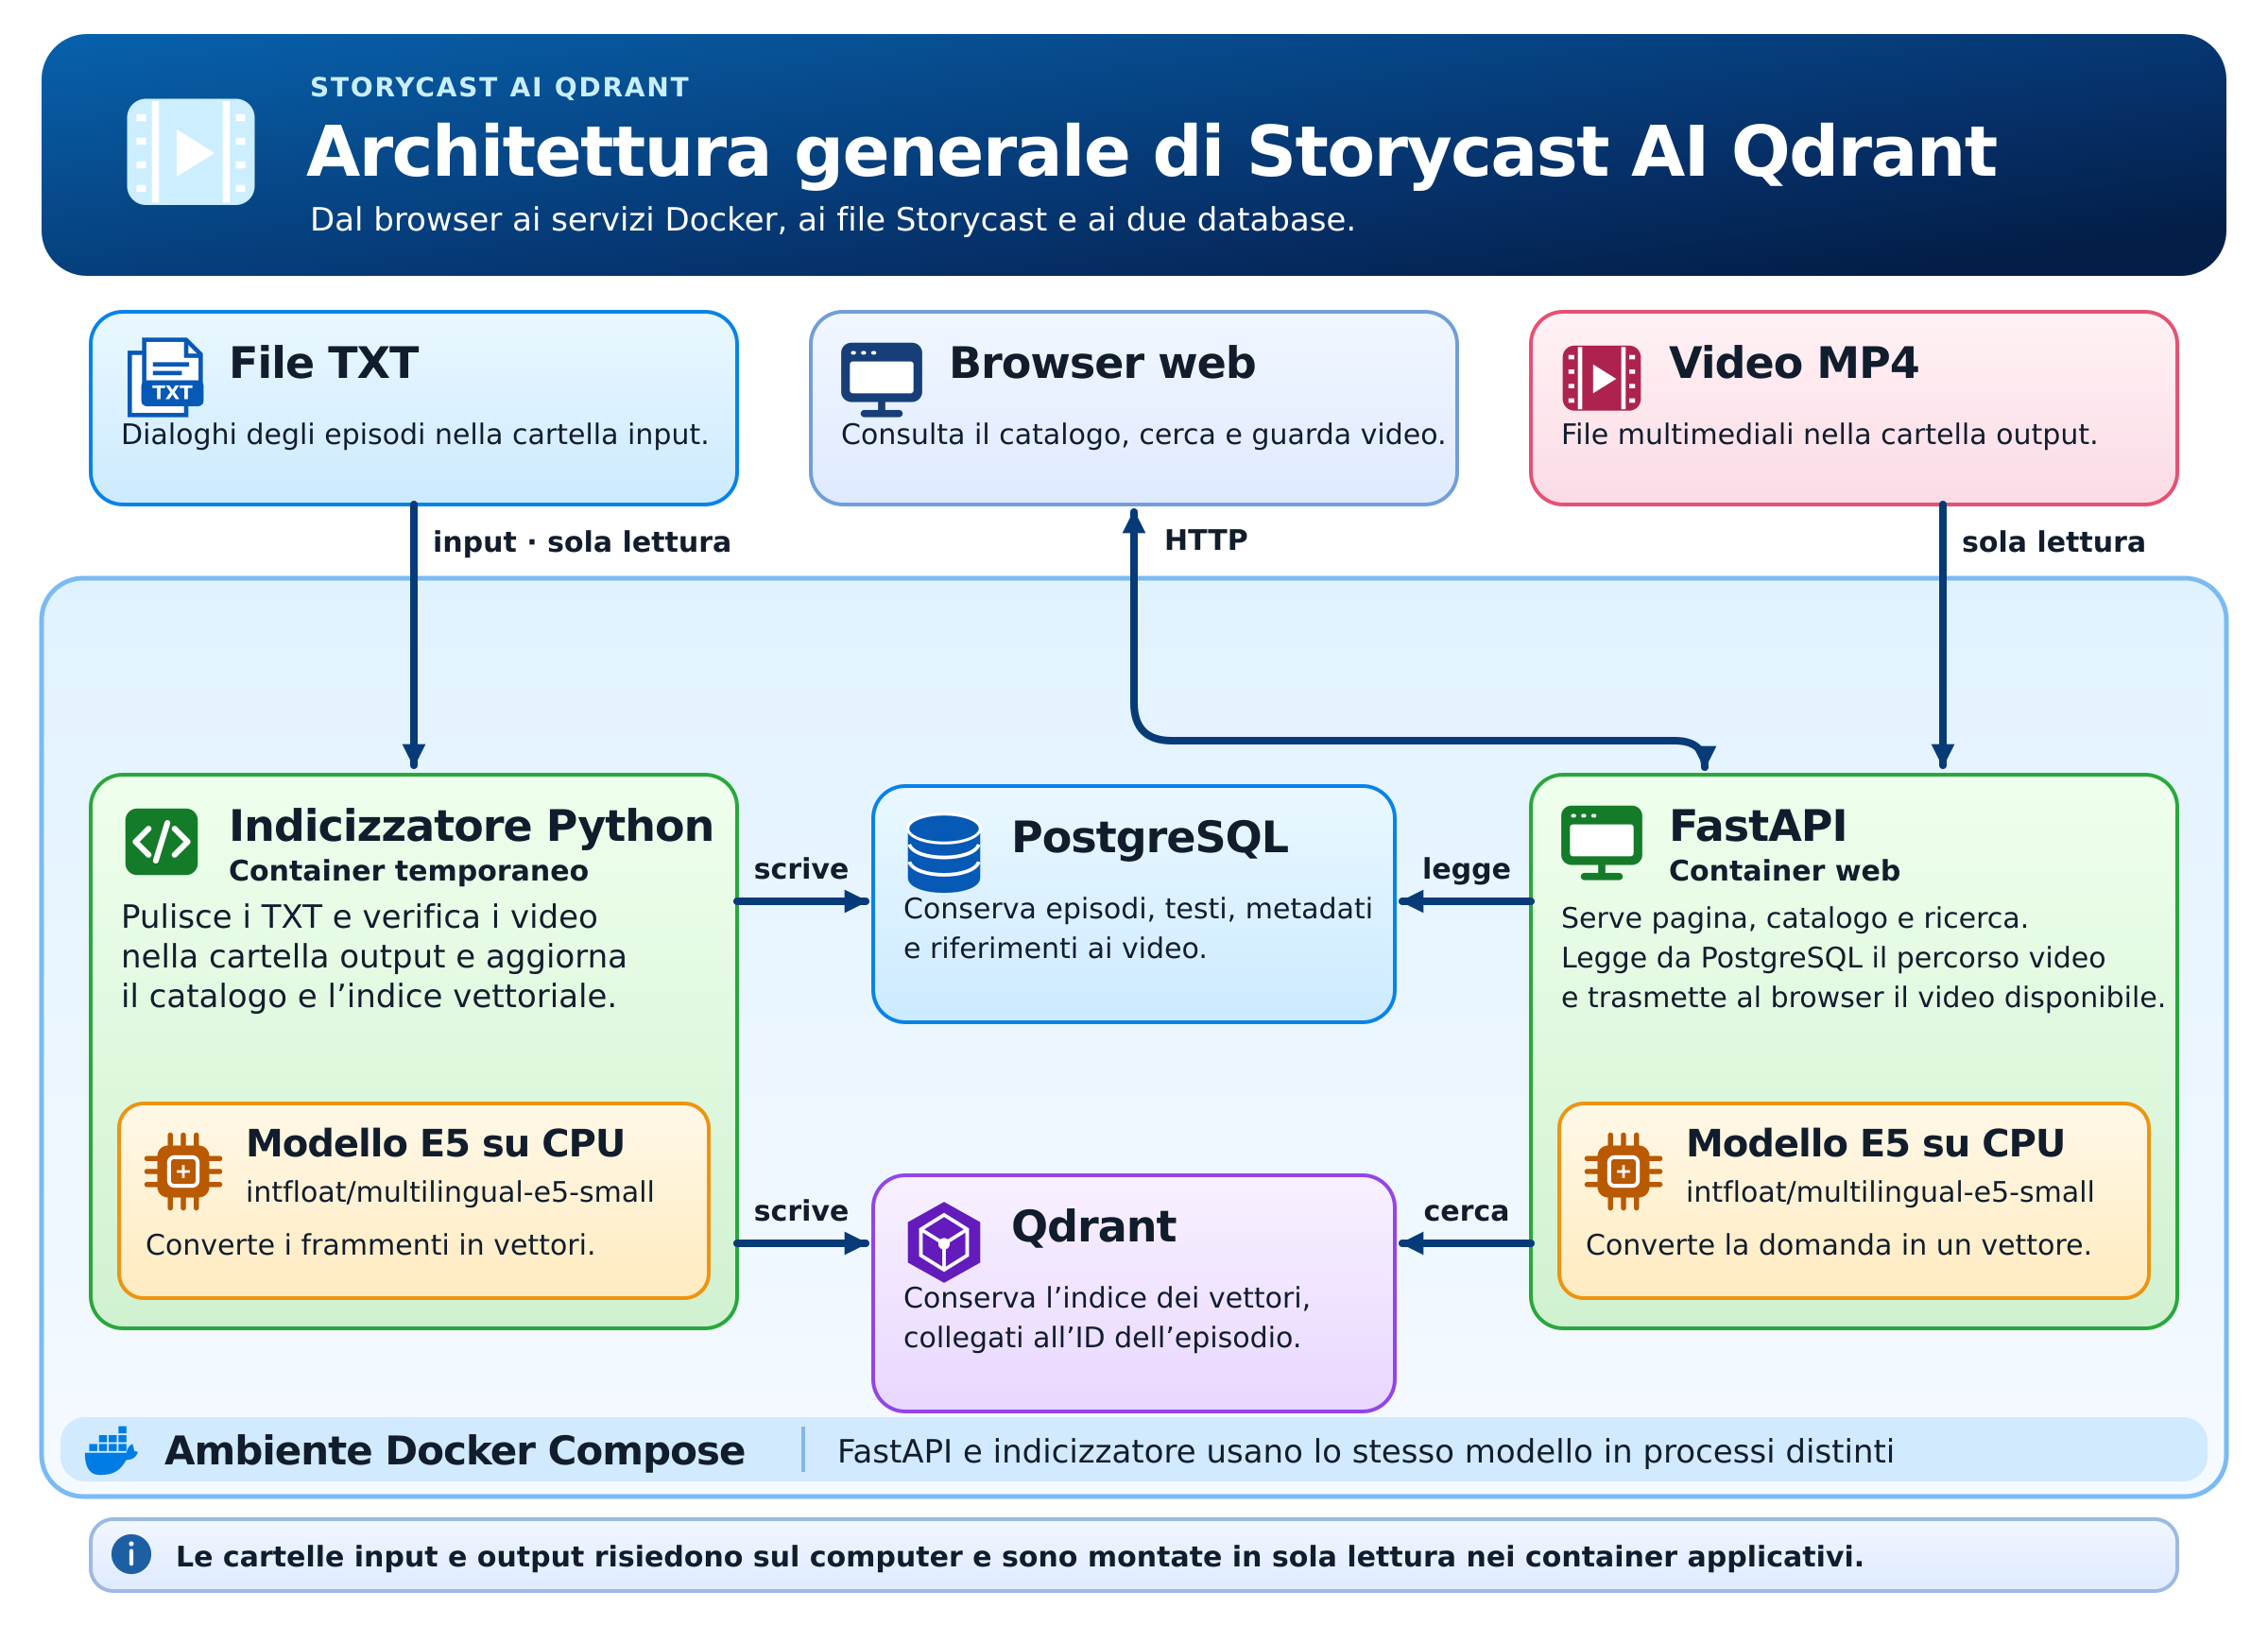 STORYCAST AI QDRANT
Architettura generale di Storycast AI Qdrant
Dal browser ai servizi Docker, ai file Storycast e ai due database.
TXT
File TXT
Dialoghi degli episodi nella cartella input.
Browser web
Consulta il catalogo, cerca e guarda video.
Video MP4
File multimediali nella cartella output.
input · sola lettura
HTTP
sola lettura
Indicizzatore Python
Container temporaneo
Pulisce i TXT e verifica i video
nella cartella output e aggiorna
il catalogo e l’indice vettoriale.
Modello E5 su CPU
intfloat/multilingual-e5-small
Converte i frammenti in vettori.
scrive
scrive
PostgreSQL
Conserva episodi, testi, metadati
e riferimenti ai video.
Qdrant
Conserva l’indice dei vettori,
collegati all’ID dell’episodio.
legge
cerca
FastAPI
Container web
Serve pagina, catalogo e ricerca.
Legge da PostgreSQL il percorso video
e trasmette al browser il video disponibile.
Modello E5 su CPU
intfloat/multilingual-e5-small
Converte la domanda in un vettore.
Ambiente Docker Compose
FastAPI e indicizzatore usano lo stesso modello in processi distinti
Le cartelle input e output risiedono sul computer e sono montate in sola lettura nei container applicativi.